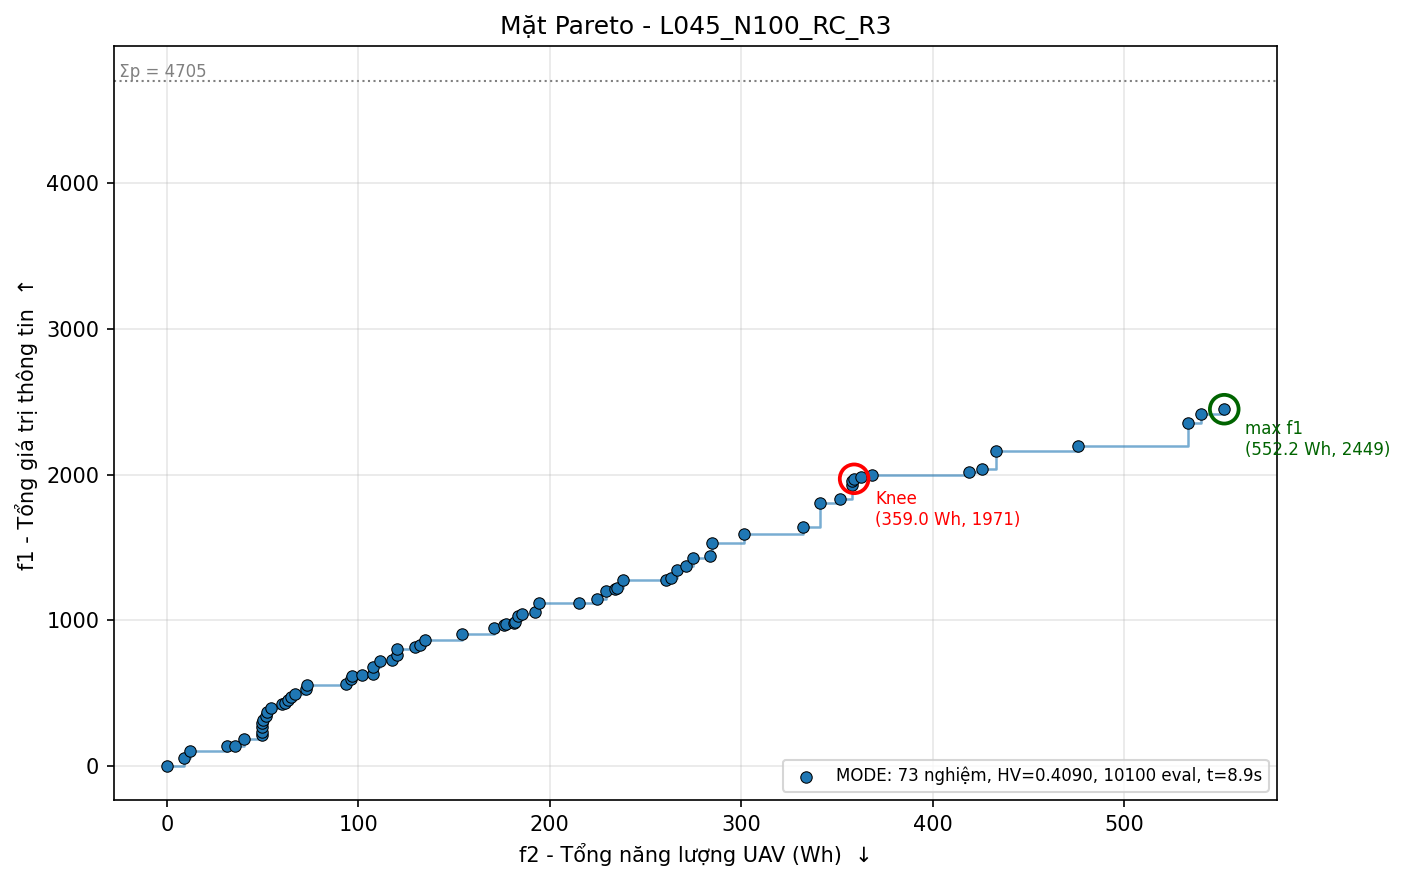 Mặt Pareto - L045_N100_RC_R3
Σp = 4705
4000
3000
2000
1000
0
f1 - Tổng giá trị thông tin ↑
max f1
(552.2 Wh, 2449)
Knee
(359.0 Wh, 1971)
MODE: 73 nghiệm, HV=0.4090, 10100 eval, t=8.9s
0 100 200 300 400 500
f2 - Tổng năng lượng UAV (Wh) ↓